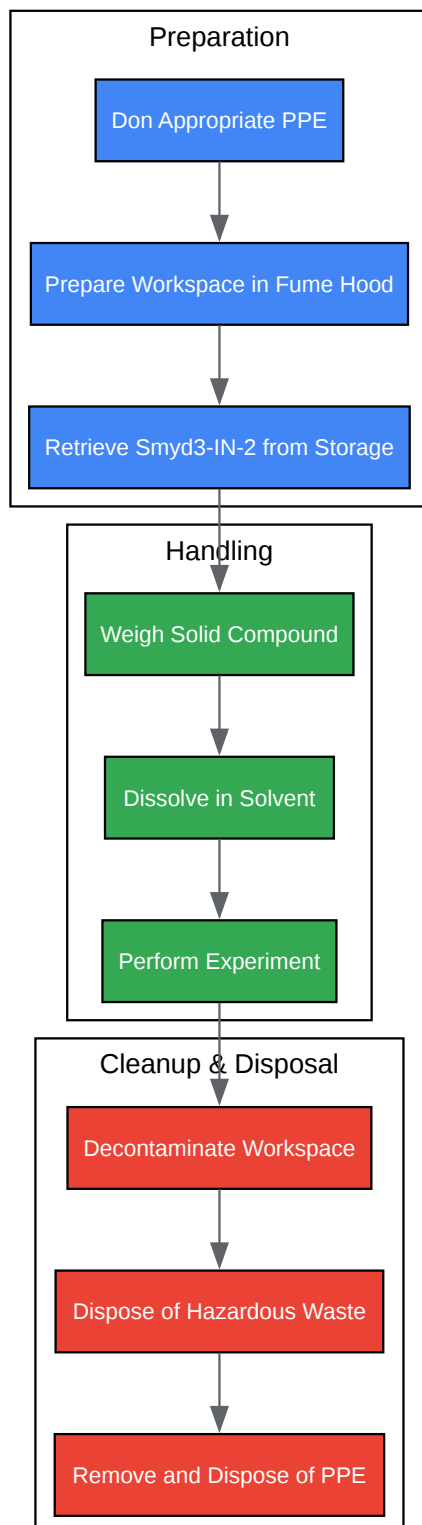 Preparation
Don Appropriate PPE
Prepare Workspace in Fume Hood
Retrieve Smyd3-IN-2 from Storage
Handling
Weigh Solid Compound
Dissolve in Solvent
Perform Experiment
Cleanup & Disposal
Decontaminate Workspace
Dispose of Hazardous Waste
Remove and Dispose of PPE